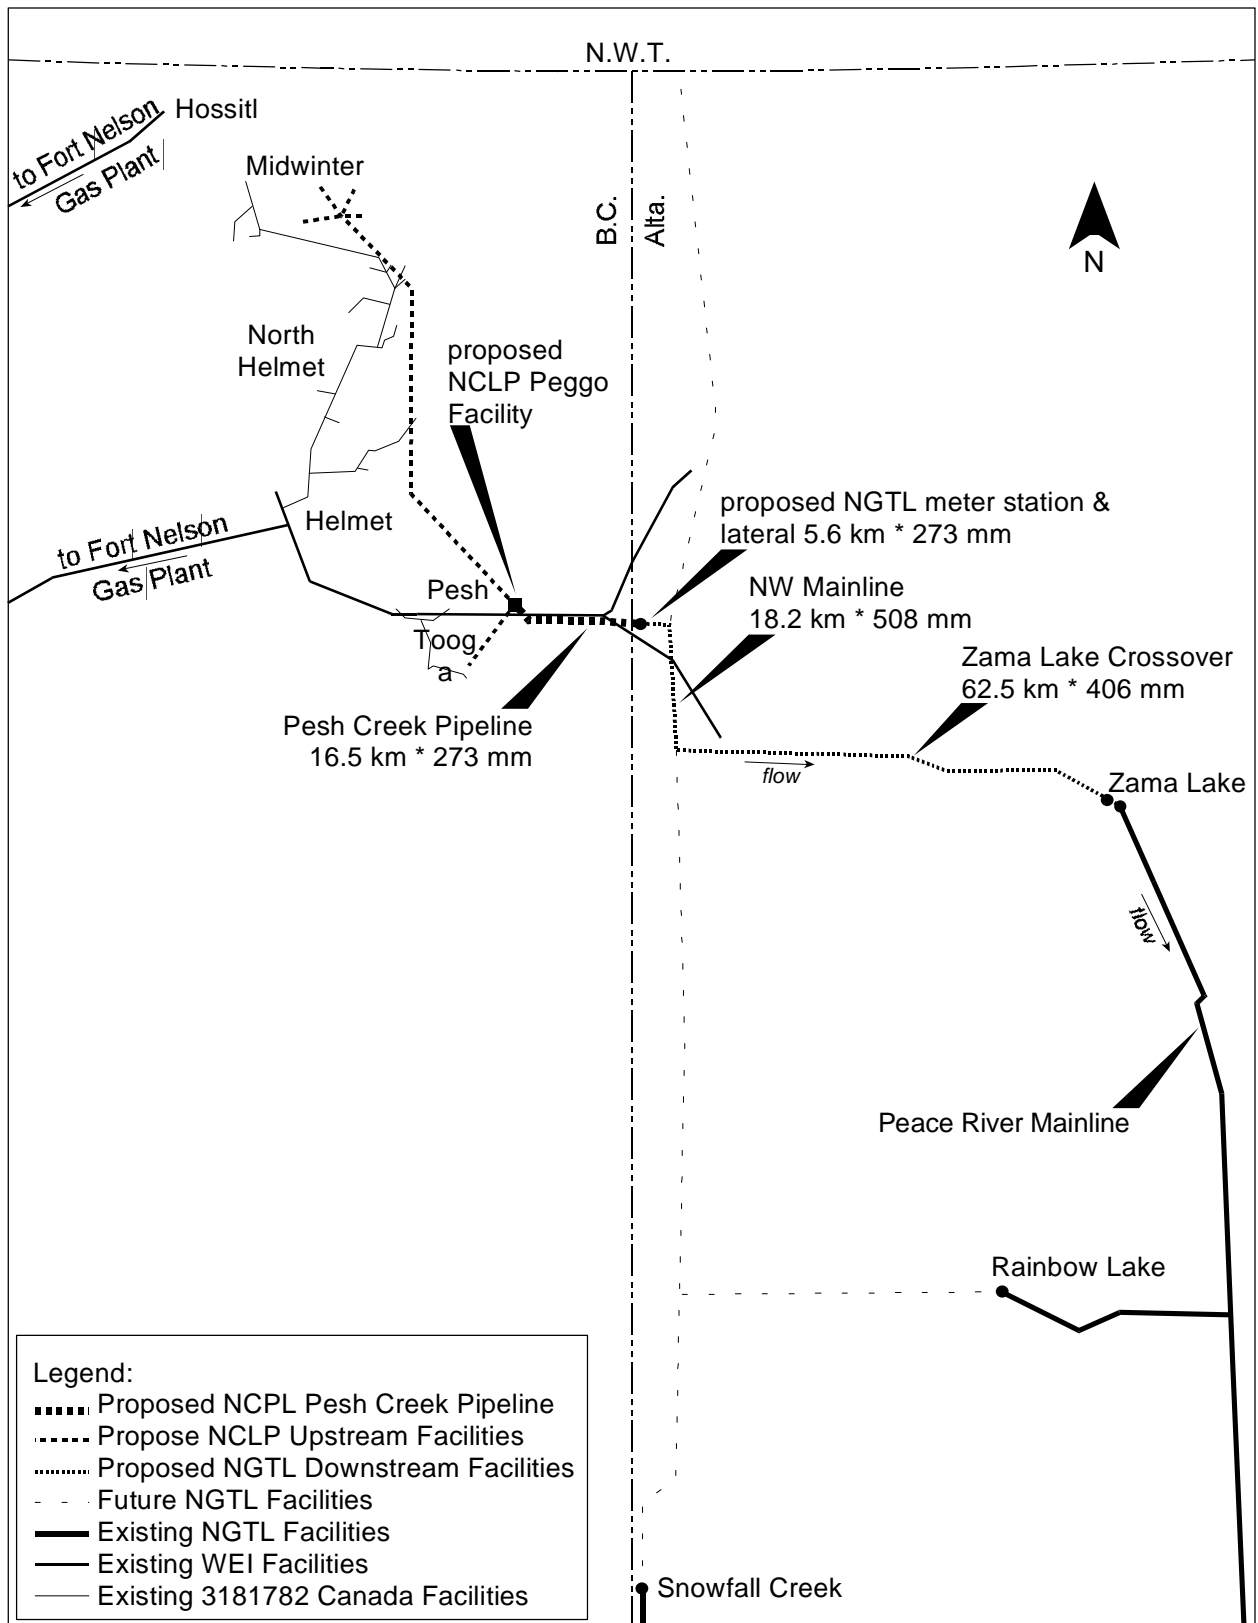 N.W.T.
Hossitl
to Fort Nelson
Gas Plant
Midwinter
B.C.
Alta.
N
North
Helmet
proposed
NCLP Peggo
Facility
proposed NGTL meter station &
lateral 5.6 km * 273 mm
Helmet
to Fort Nelson
Gas Plant
Pesh
NW Mainline
18.2 km * 508 mm
Toog
a
Zama Lake Crossover
62.5 km * 406 mm
Pesh Creek Pipeline
16.5 km * 273 mm
flow
Zama Lake
flow
Peace River Mainline
Rainbow Lake
Legend:
Proposed NCPL Pesh Creek Pipeline
Propose NCLP Upstream Facilities
Proposed NGTL Downstream Facilities
Future NGTL Facilities
Existing NGTL Facilities
Existing WEI Facilities
Existing 3181782 Canada Facilities
Snowfall Creek